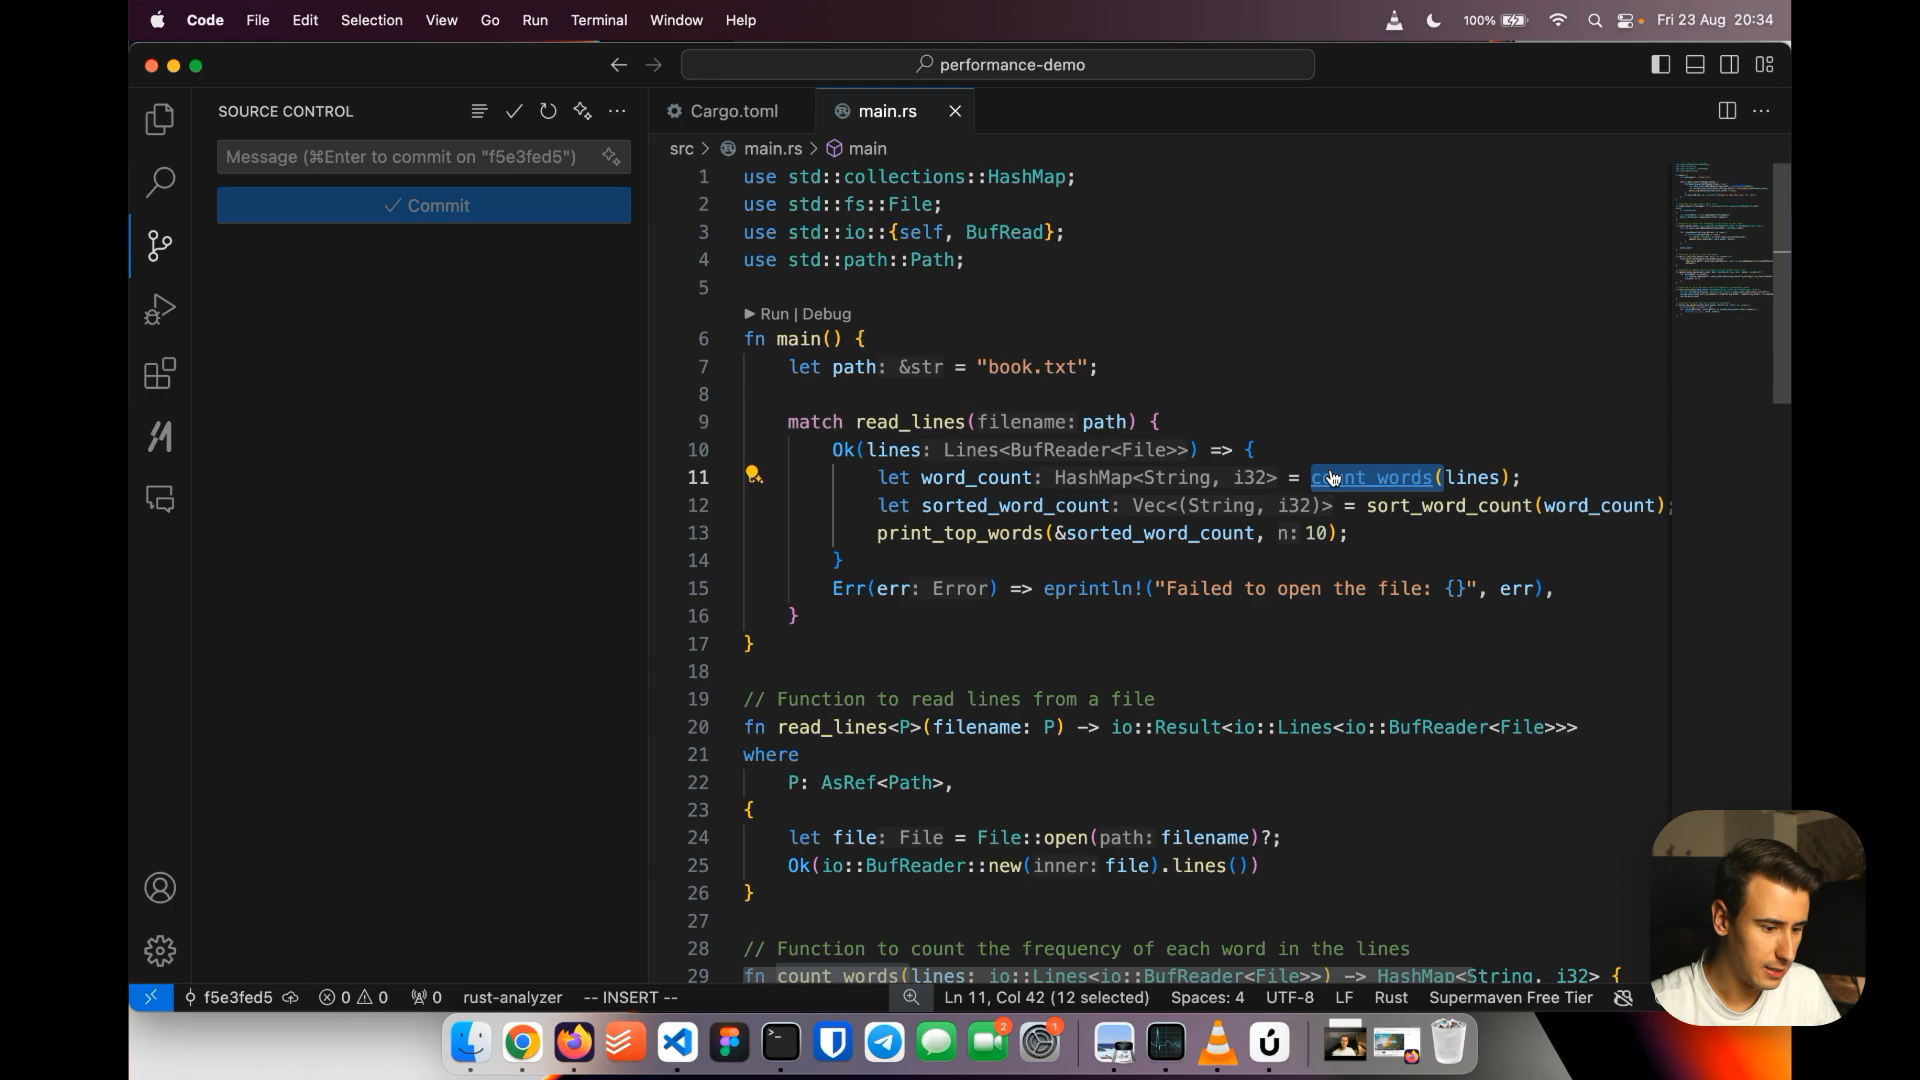 Code File Edit Selection View Go Run Terminal Window Help 100% Fri 23 Aug 20:34
performance-demo
SOURCE CONTROL
Message (⌘Enter to commit on "f5e3fed5")
Commit
Cargo.toml main.rs
src > main.rs > main
1 use std::collections::HashMap;
2 use std::fs::File;
3 use std::io::{self, BufRead};
4 use std::path::Path;
5
Run | Debug
6 fn main() {
7 let path: &str = "book.txt";
8
9 match read_lines(filename: path) {
10 Ok(lines: Lines<BufReader<File>>) => {
11 let word_count: HashMap<String, i32> = count_words(lines);
12 let sorted_word_count: Vec<(String, i32)> = sort_word_count(word_count);
13 print_top_words(&sorted_word_count, n: 10);
14 }
15 Err(err: Error) => eprintln!("Failed to open the file: {}", err),
16 }
17 }
18
19 // Function to read lines from a file
20 fn read_lines<P>(filename: P) -> io::Result<io::Lines<io::BufReader<File>>>
21 where
22 P: AsRef<Path>,
23 {
24 let file: File = File::open(path: filename)?;
25 Ok(io::BufReader::new(inner: file).lines())
26 }
27
28 // Function to count the frequency of each word in the lines
29 fn count_words(lines: io::Lines<io::BufReader<File>>) -> HashMap<String, i32> {
f5e3fed5 0 0 0 rust-analyzer -- INSERT -- Ln 11, Col 42 (12 selected) Spaces: 4 UTF-8 LF Rust Supermaven Free Tier
2 1